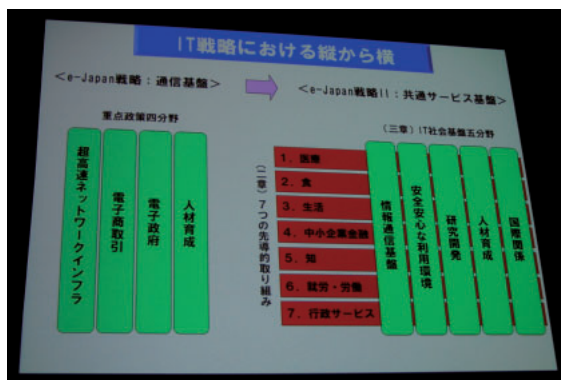 IT戦略における縦から横
<e-Japan戦略：通信基盤>
<e-Japan戦略II：共通サービス基盤>
重点政策四分野
超高速ネットワークインフラ
電子商取引
電子政府
人材育成
（三章）IT社会基盤五分野
（二章）7つの先導的取り組み
1. 医療
2. 食
3. 生活
4. 中小企業金融
5. 知
6. 就労・労働
7. 行政サービス
情報通信基盤
安全安心な利用環境
研究開発
人材育成
国際関係